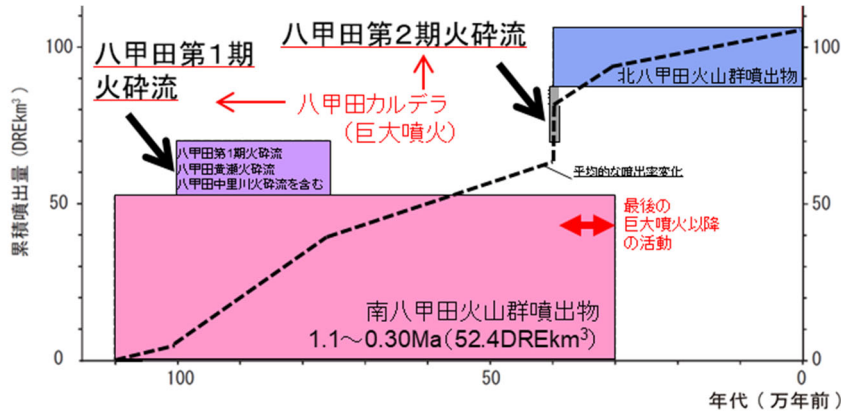 八甲田第1期
火砕流
八甲田第2期火砕流
八甲田カルデラ
(巨大噴火)
北八甲田火山群噴出物
八甲田第1期火砕流
八甲田黄瀬火砕流
八甲田中里川火砕流を含む
平均的な噴出率変化
最後の
巨大噴火以降
の活動
南八甲田火山群噴出物
1.1～0.30Ma(52.4DREkm³)
累積噴出量(DREkm³)
100
50
0
100
50
0
100
50
0
年代(万年前)